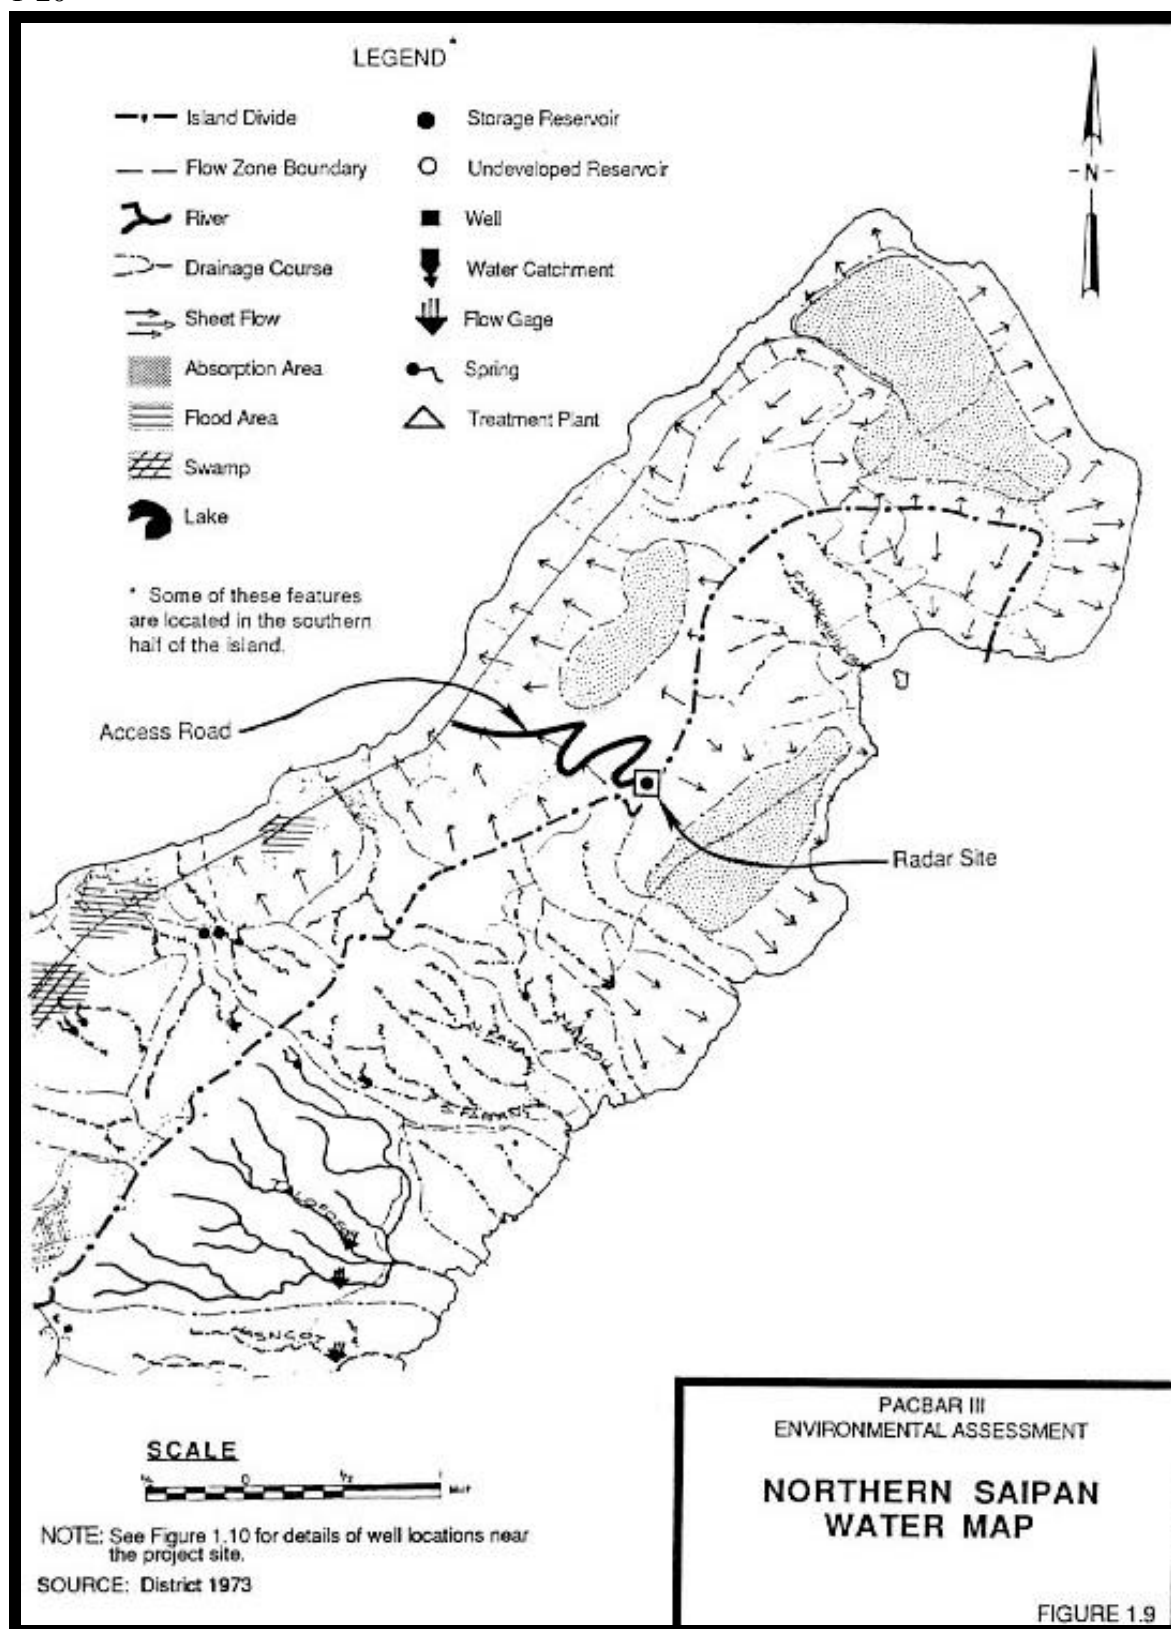 LEGEND*
Island Divide
Flow Zone Boundary
River
Drainage Course
Sheet Flow
Absorption Area
Flood Area
Swamp
Lake
Storage Reservoir
Undeveloped Reservoir
Well
Water Catchment
Flow Gage
Spring
Treatment Plant
* Some of these features
are located in the southern
half of the island.
-N-
Access Road
Radar Site
SCALE
0 1/2 1
NOTE: See Figure 1.10 for details of well locations near
the project site.
SOURCE: District 1973
PACBAR III
ENVIRONMENTAL ASSESSMENT
NORTHERN SAIPAN
WATER MAP
FIGURE 1.9